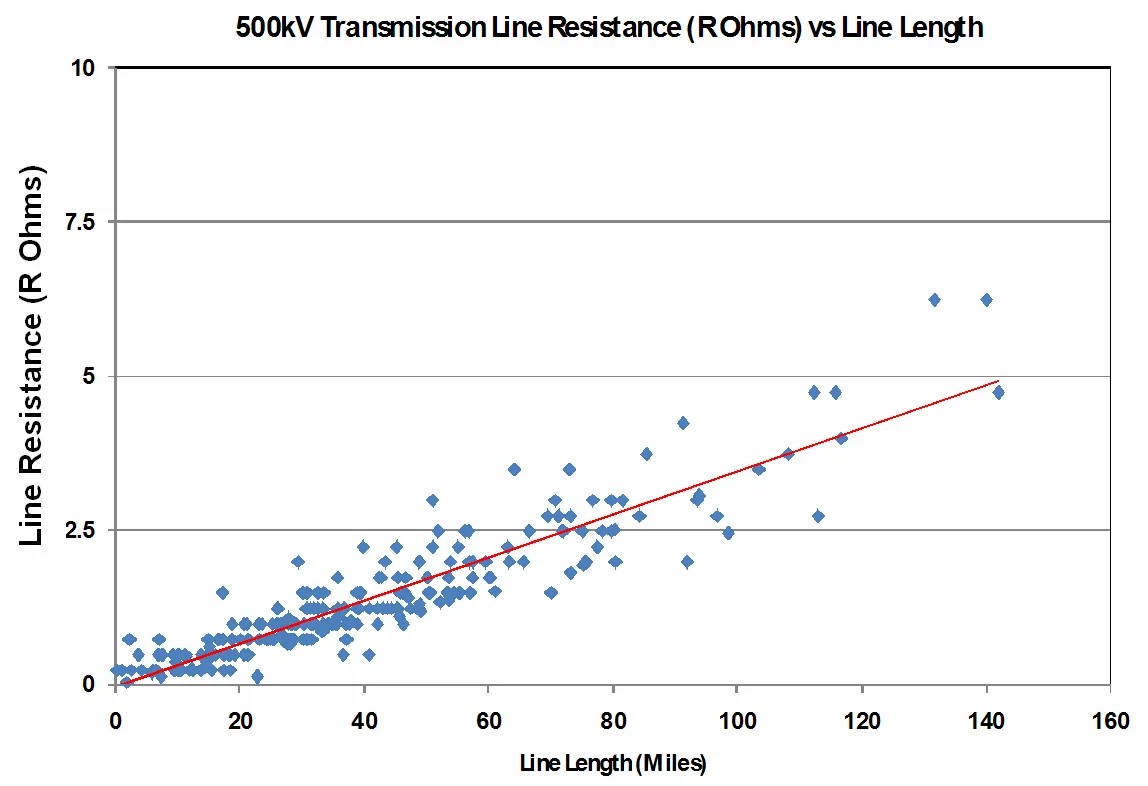 500kV Transmission Line Resistance (R Ohms) vs Line Length
10
7.5
5
2.5
0
Line Resistance (R Ohms)
0 20 40 60 80 100 120 140 160
Line Length (Miles)